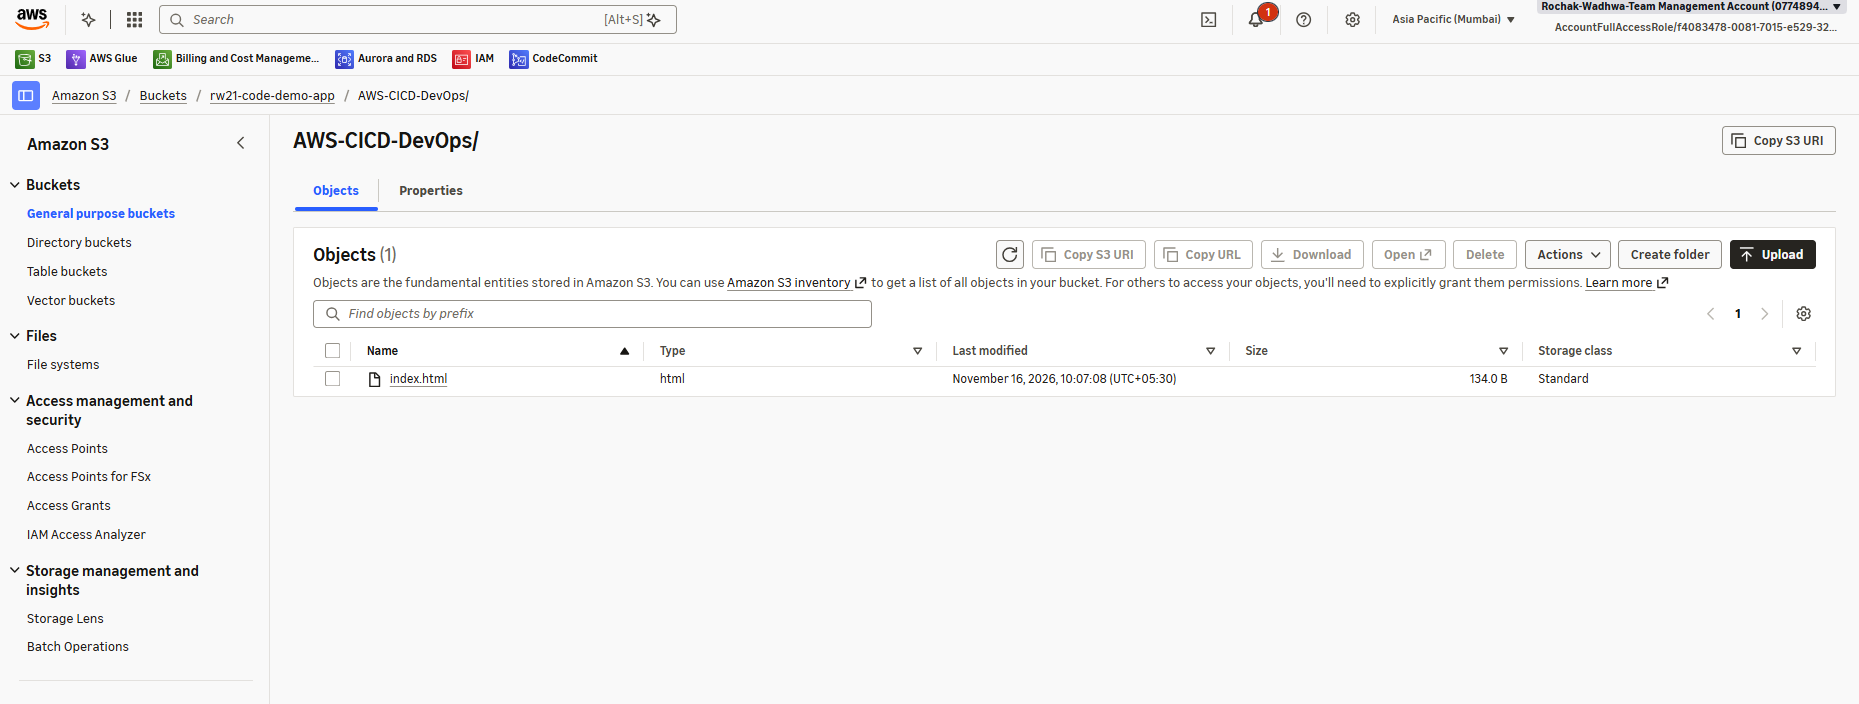 aws
Search [Alt+S]
1
Asia Pacific (Mumbai)
Rochak-Wadhwa-Team Management Account (0774894...
AccountFullAccessRole/f4083478-0081-7015-e529-32...
S3 AWS Glue Billing and Cost Manageme... Aurora and RDS IAM CodeCommit
Amazon S3 / Buckets / rw21-code-demo-app / AWS-CICD-DevOps/
Amazon S3
Buckets
General purpose buckets
Directory buckets
Table buckets
Vector buckets
Files
File systems
Access management and
security
Access Points
Access Points for FSx
Access Grants
IAM Access Analyzer
Storage management and
insights
Storage Lens
Batch Operations
AWS-CICD-DevOps/
Copy S3 URI
Objects Properties
Objects (1)
Copy S3 URI Copy URL Download Open Delete Actions Create folder Upload
Objects are the fundamental entities stored in Amazon S3. You can use Amazon S3 inventory to get a list of all objects in your bucket. For others to access your objects, you'll need to explicitly grant them permissions. Learn more
Find objects by prefix
1
Name Type Last modified Size Storage class
index.html html November 16, 2026, 10:07:08 (UTC+05:30) 134.0 B Standard